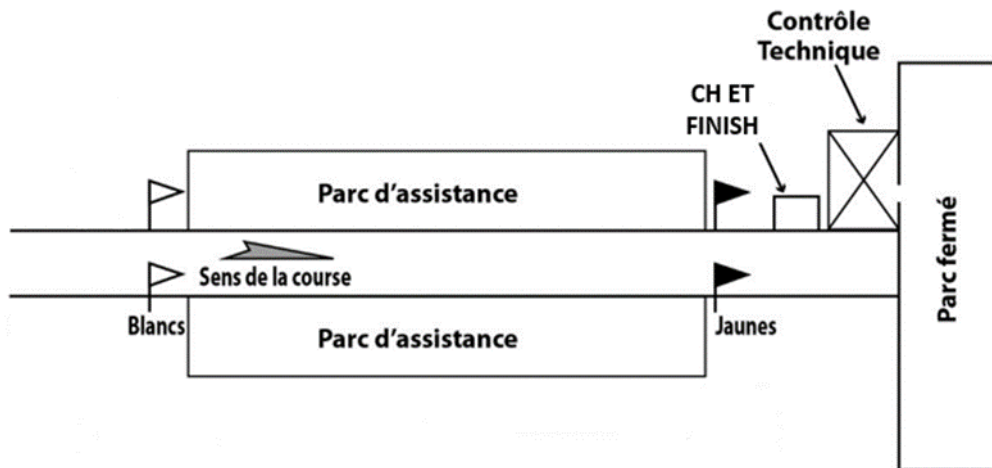 Contrôle
Technique
CH ET
FINISH
Parc d'assistance
Sens de la course
Blancs
Jaunes
Parc d'assistance
Parc fermé